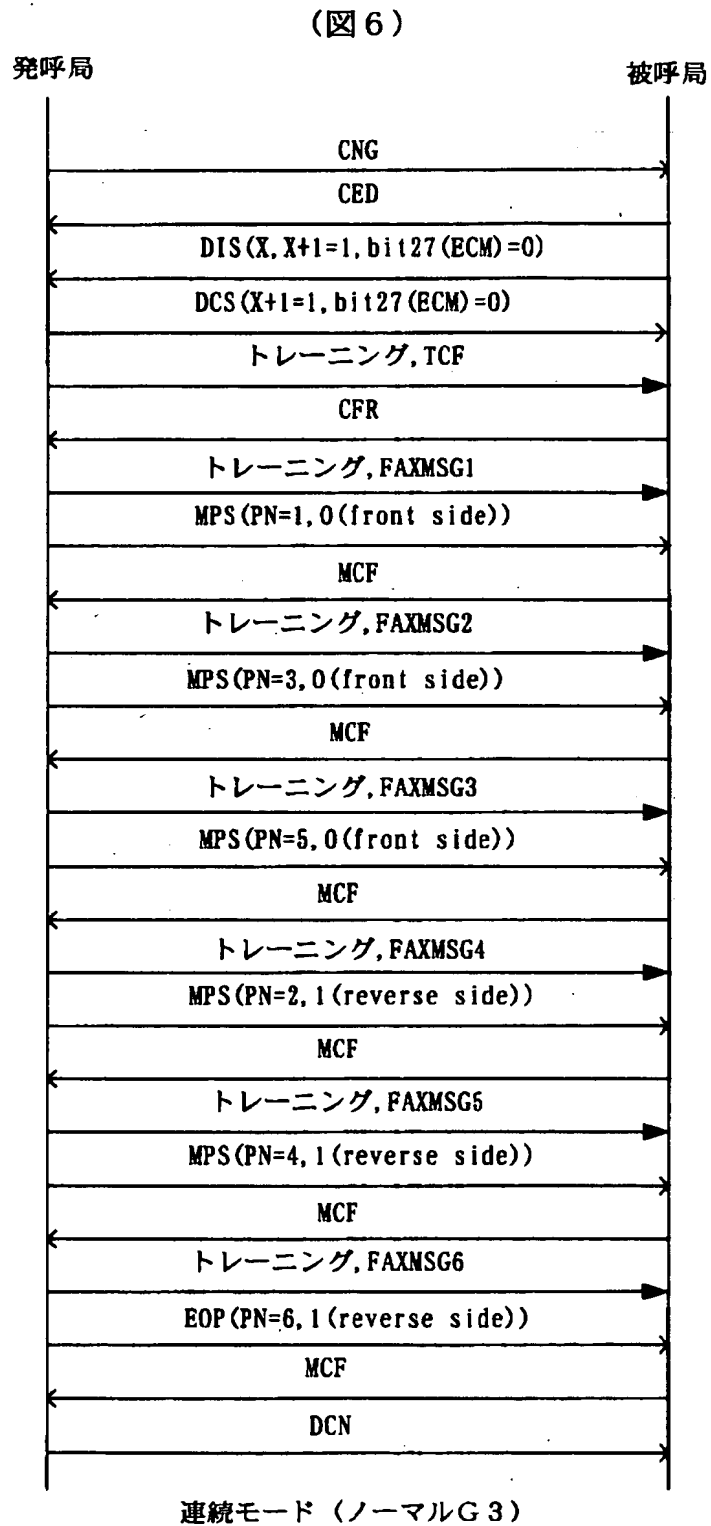 (図6)
発呼局
被呼局
CNG
CED
DIS(X,X+1=1,bit27(ECM)=0)
DCS(X+1=1,bit27(ECM)=0)
トレーニング,TCF
CFR
トレーニング,FAXMSG1
MPS(PN=1,0(front side))
MCF
トレーニング,FAXMSG2
MPS(PN=3,0(front side))
MCF
トレーニング,FAXMSG3
MPS(PN=5,0(front side))
MCF
トレーニング,FAXMSG4
MPS(PN=2,1(reverse side))
MCF
トレーニング,FAXMSG5
MPS(PN=4,1(reverse side))
MCF
トレーニング,FAXMSG6
EOP(PN=6,1(reverse side))
MCF
DCN
連続モード(ノーマルG3)